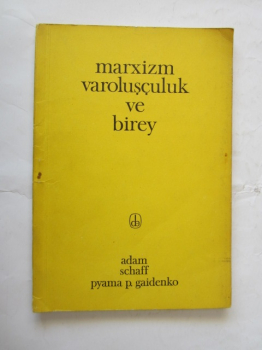 marxizm
varoluşçuluk
ve
birey
adam
schaff
pyama p. gaidenko